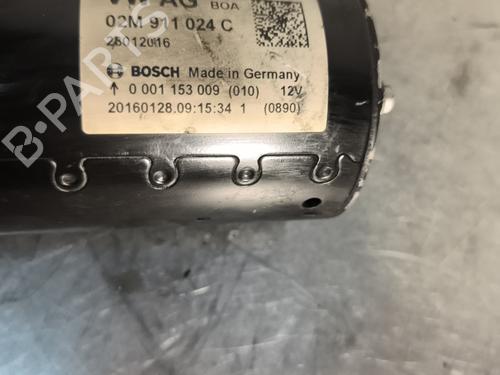 VW AG BOA
02M 911 024 C
28012016
BOSCH Made in Germany
↑ 0 001 153 009 (010) 12V
20160128.09:15:34 1 (0890)
B-PARTS